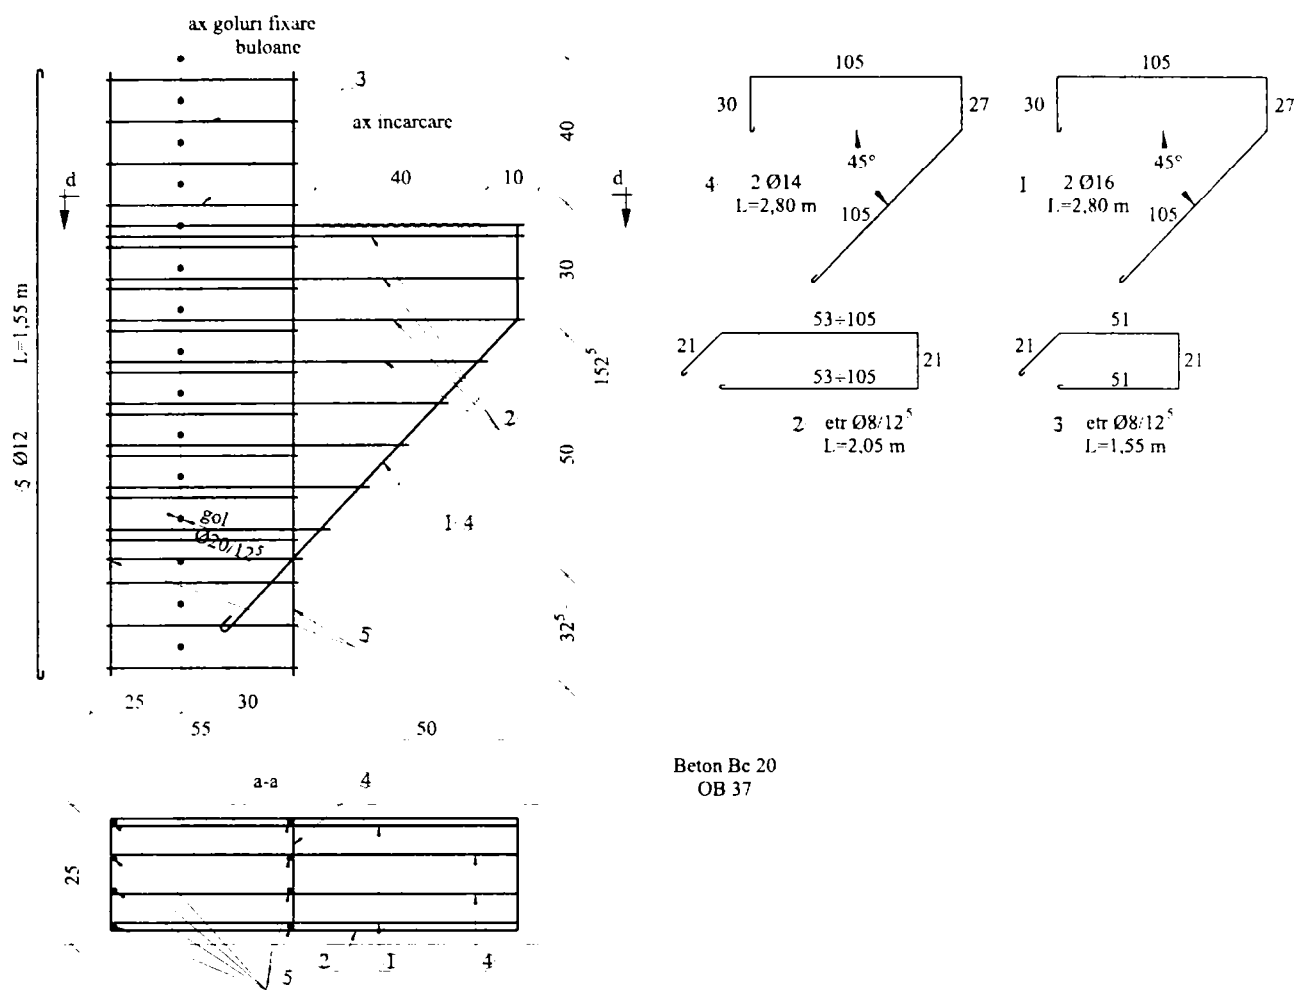 ax goluri fixare
buloane
3
ax incarcare
d
40
10
d
40
30
152⁵
50
32⁵
5 Ø12
L=1,55 m
2
gol
Ø20/12⁵
1 4
5
25
30
55
50
a-a
4
25
5
2
1
4
105
30
27
45°
4
2 Ø14
L=2,80 m
105
105
30
27
45°
1
2 Ø16
L=2,80 m
105
53÷105
21
21
53÷105
2 etr Ø8/12⁵
L=2,05 m
51
21
21
51
3 etr Ø8/12⁵
L=1,55 m
Beton Bc 20
OB 37